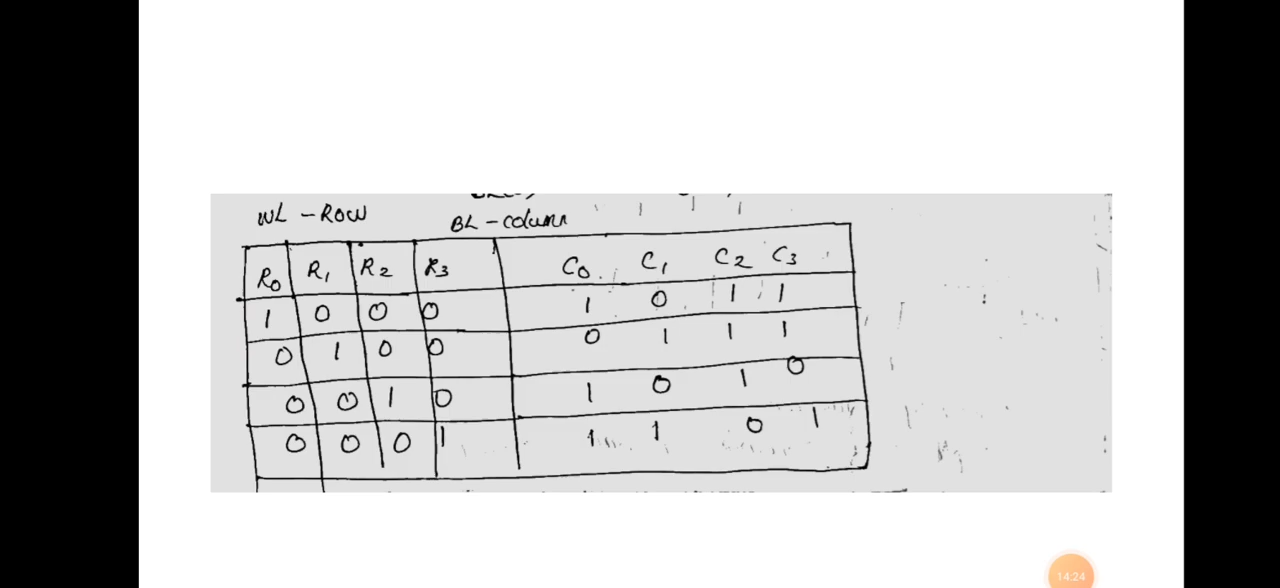 WL - ROW
BL - column
R0 R1 R2 R3 C0 C1 C2 C3
1 0 0 0 1 0 1 1
0 1 0 0 0 1 1 1
0 0 1 0 1 0 1 0
0 0 0 1 1 1 0 1
14:24